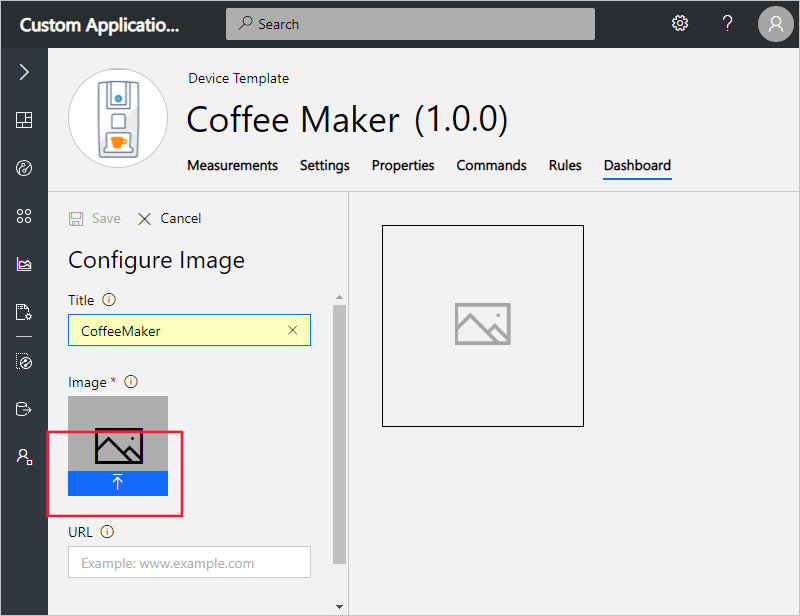 Custom Applicatio...
Search
?
Device Template
Coffee Maker (1.0.0)
Measurements Settings Properties Commands Rules Dashboard
Save Cancel
Configure Image
Title
CoffeeMaker
Image *
URL
Example: www.example.com